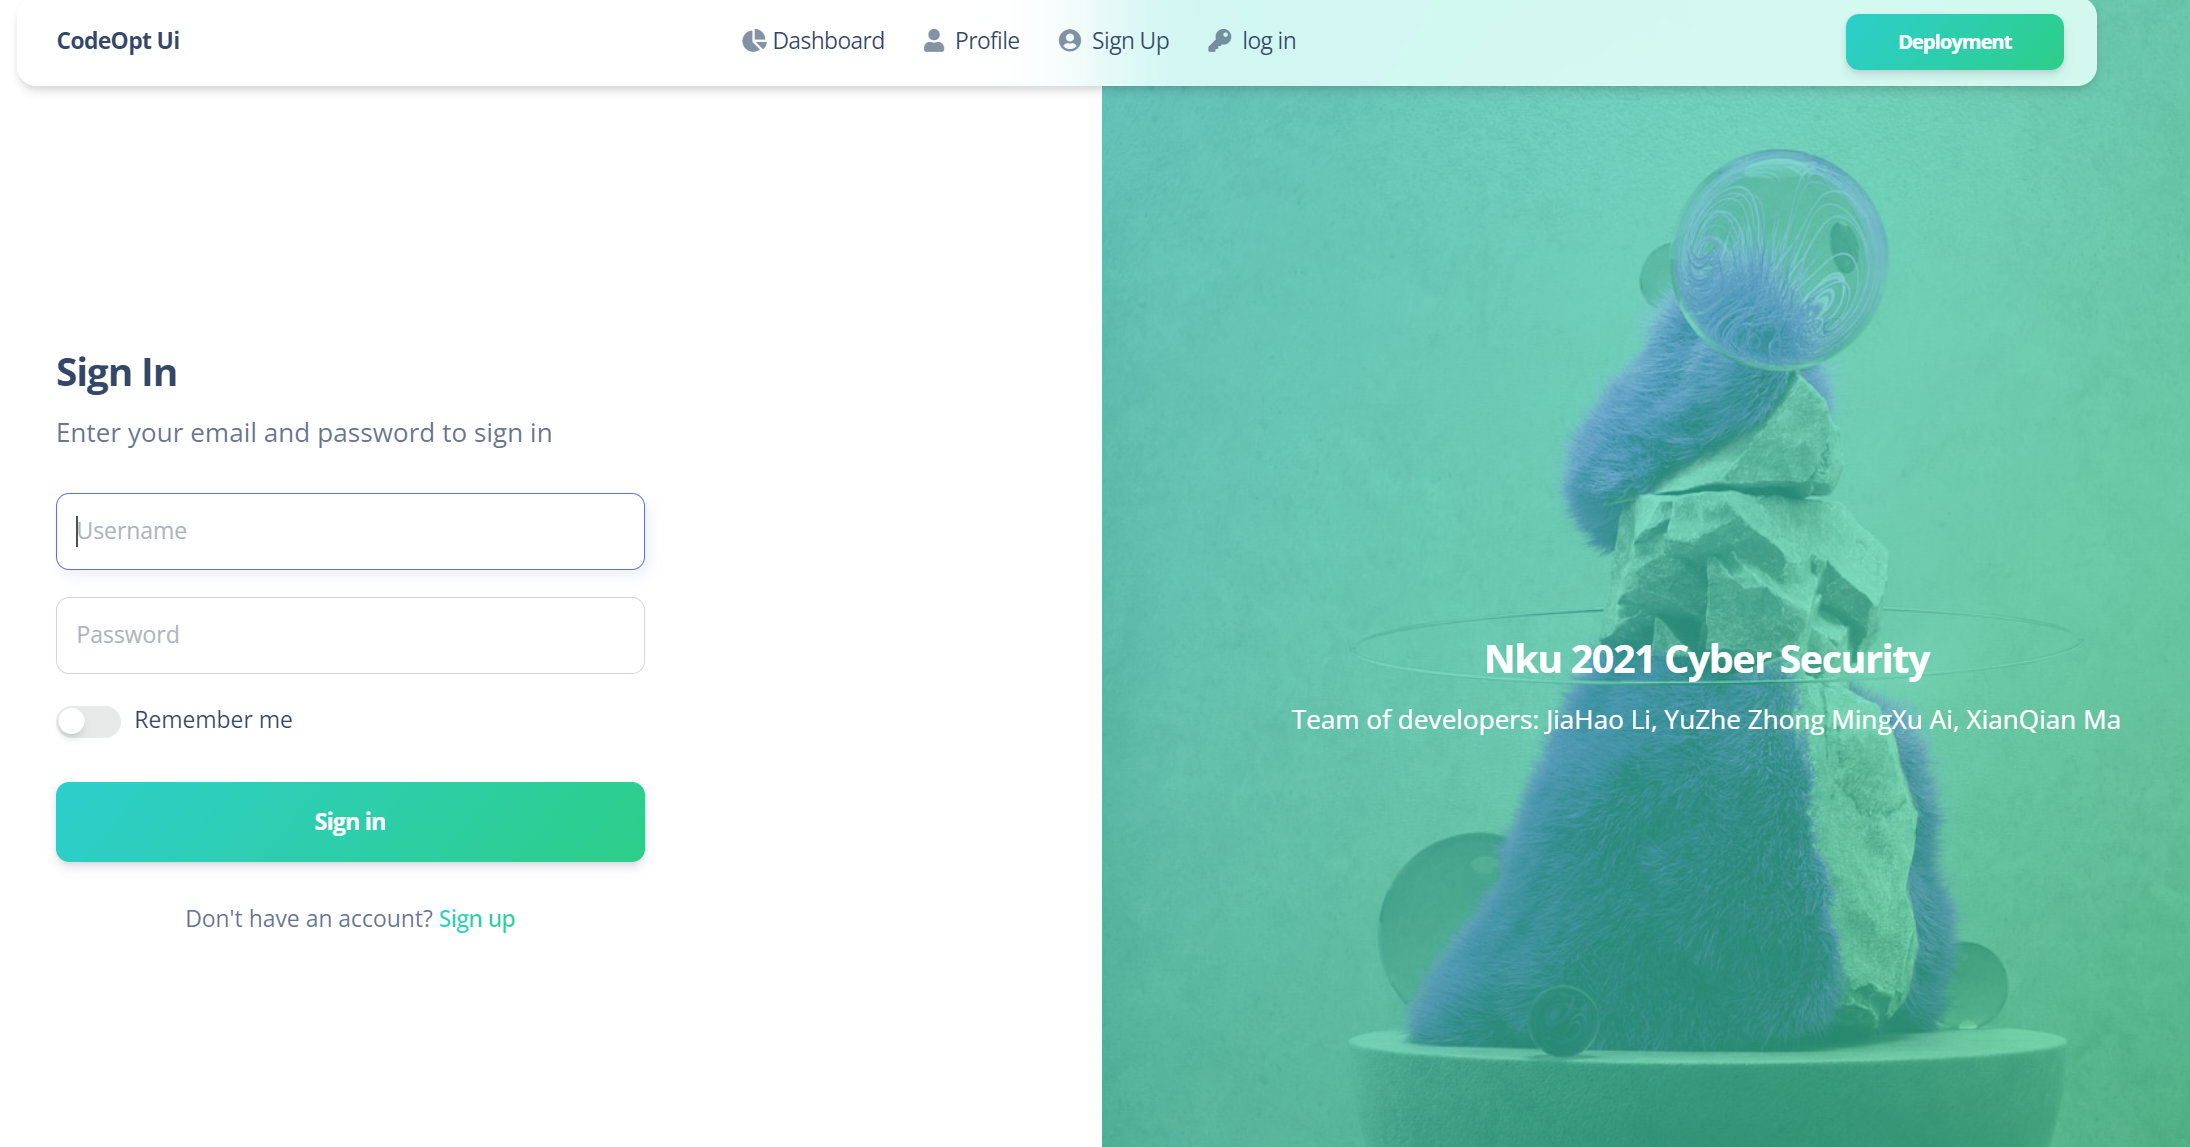 CodeOpt Ui
Dashboard
Profile
Sign Up
log in
Deployment
Sign In
Enter your email and password to sign in
Username
Password
Remember me
Sign in
Don't have an account? Sign up
Nku 2021 Cyber Security
Team of developers: JiaHao Li, YuZhe Zhong MingXu Ai, XianQian Ma